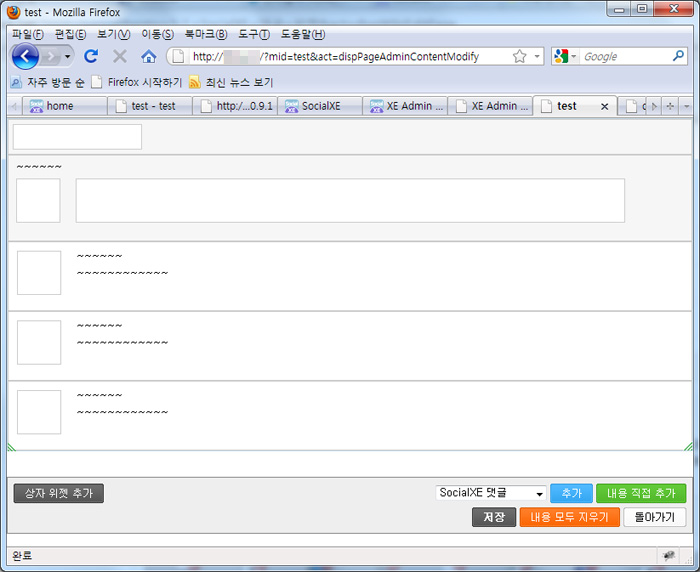 test - Mozilla Firefox
파일(F) 편집(E) 보기(V) 이동(S) 북마크(B) 도구(T) 도움말(H)
http:// /?mid=test&act=dispPageAdminContentModify Google
자주 방문 순 Firefox 시작하기 최신 뉴스 보기
home test - test http:/...0.9.1 SocialXE XE Admin ... XE Admin ... test
~~~~~~
~~~~~~
~~~~~~~~~~~~
~~~~~~
~~~~~~~~~~~~
~~~~~~
~~~~~~~~~~~~
상자 위젯 추가 SocialXE 댓글 추가 내용 직접 추가
저장 내용 모두 지우기 돌아가기
완료